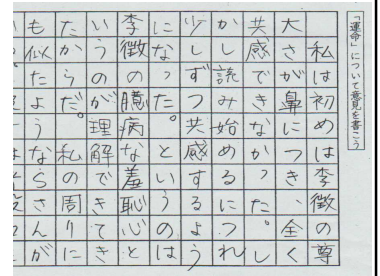 「運命」について意見を書こう
私は初めは李徴の尊
大さが鼻につき、全く
共感できなかった。し
かし読み始めるにつれ
少しずつ共感するよう
になった。というのは
李徴の臆病な羞恥心と
いうのが理解できてき
たからだ。私の周りに
も似たような